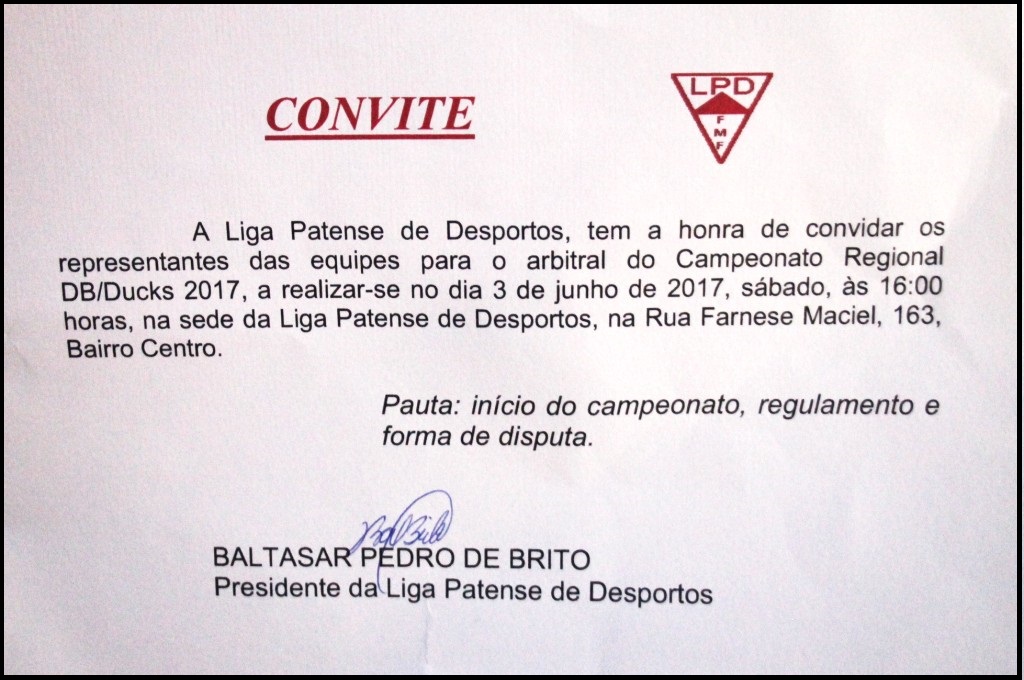 CONVITE
LPD
F
M
F
A Liga Patense de Desportos, tem a honra de convidar os
representantes das equipes para o arbitral do Campeonato Regional
DB/Ducks 2017, a realizar-se no dia 3 de junho de 2017, sábado, às 16:00
horas, na sede da Liga Patense de Desportos, na Rua Farnese Maciel, 163,
Bairro Centro.
Pauta: início do campeonato, regulamento e
forma de disputa.
BALTASAR PEDRO DE BRITO
Presidente da Liga Patense de Desportos